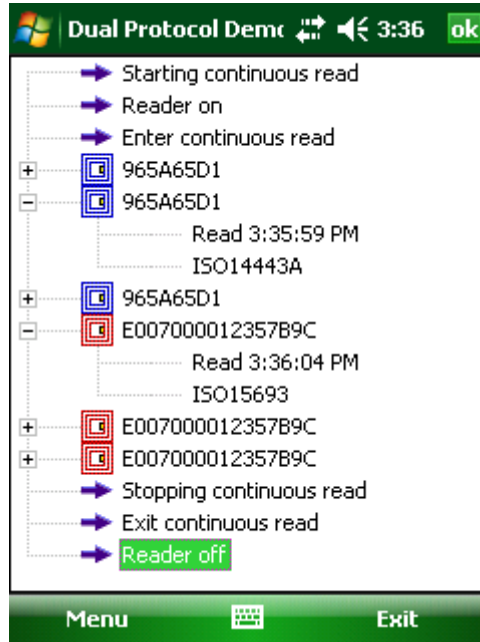 Dual Protocol Demo 3:36 ok
Starting continuous read
Reader on
Enter continuous read
965A65D1
965A65D1
Read 3:35:59 PM
ISO14443A
965A65D1
E007000012357B9C
Read 3:36:04 PM
ISO15693
E007000012357B9C
E007000012357B9C
Stopping continuous read
Exit continuous read
Reader off
Menu Exit